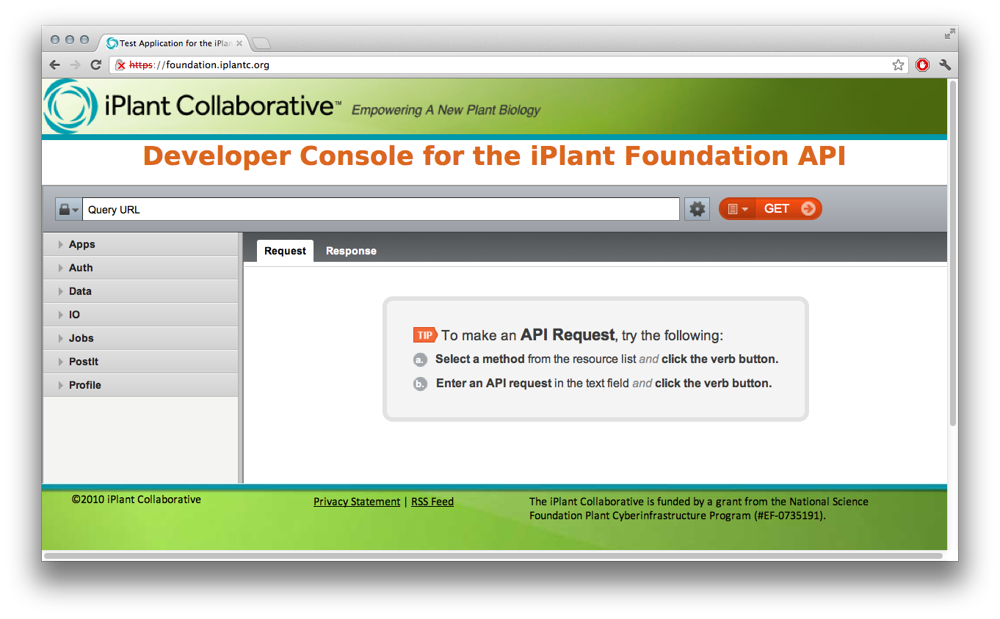 Test Application for the iPlan
https://foundation.iplantc.org
iPlant Collaborative™ Empowering A New Plant Biology
Developer Console for the iPlant Foundation API
Query URL
GET
Apps
Auth
Data
IO
Jobs
PostIt
Profile
Request Response
TIP To make an API Request, try the following:
a. Select a method from the resource list and click the verb button.
b. Enter an API request in the text field and click the verb button.
©2010 iPlant Collaborative
Privacy Statement | RSS Feed
The iPlant Collaborative is funded by a grant from the National Science
Foundation Plant Cyberinfrastructure Program (#EF-0735191).